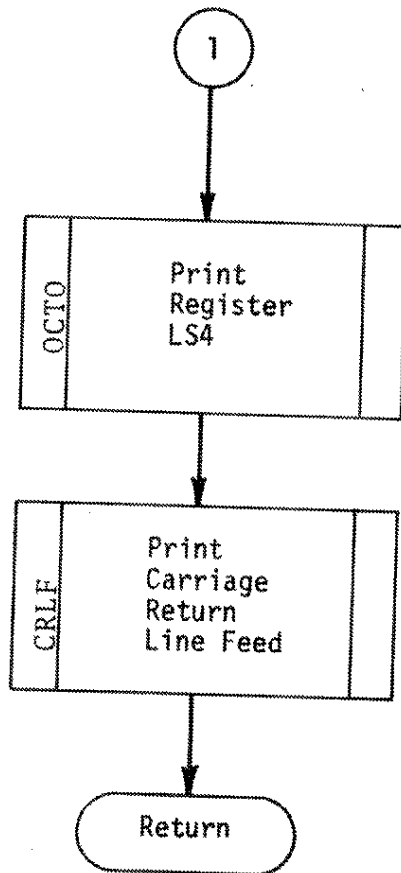 1
OCTO
Print
Register
LS4
CRLF
Print
Carriage
Return
Line Feed
Return